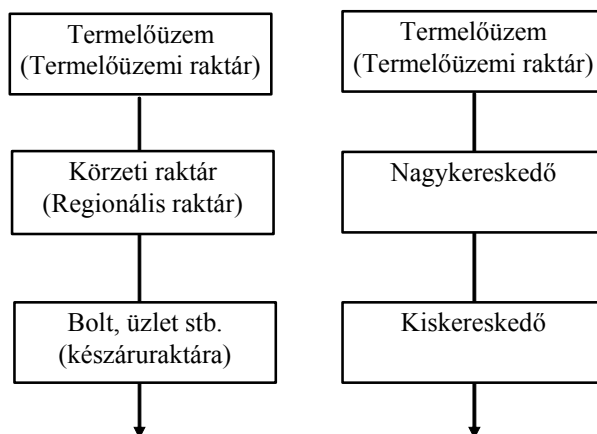 Termelőüzem
(Termelőüzemi raktár)
Körzeti raktár
(Regionális raktár)
Bolt, üzlet stb.
(készáruraktára)
Termelőüzem
(Termelőüzemi raktár)
Nagykereskedő
Kiskereskedő